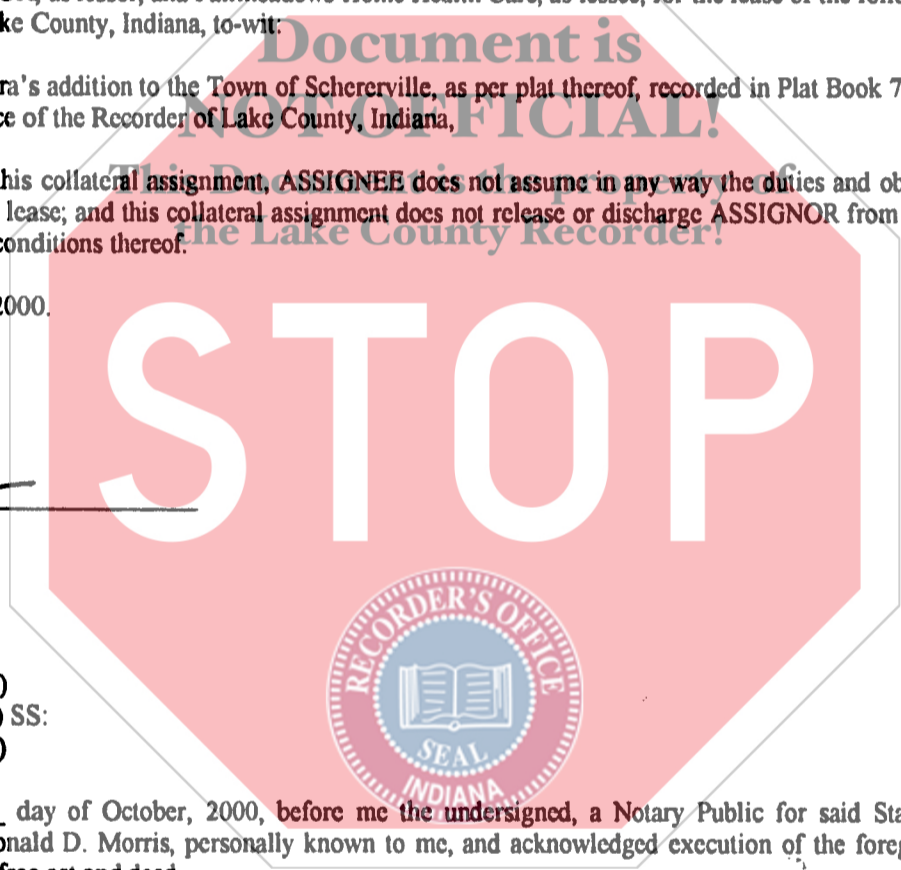 ke County, Indiana, to-wit:
Document is
ra's addition to the Town of Schererville, as per plat thereof, recorded in Plat Book 7
NOT OFFICIAL!
ce of the Recorder of Lake County, Indiana,
This Document is the property of
his collateral assignment, ASSIGNEE does not assume in any way the duties and ob
lease; and this collateral assignment does not release or discharge ASSIGNOR from
the Lake County Recorder!
conditions thereof.
2000.
STOP
RECORDER'S OFFICE
SEAL
INDIANA
)
) SS:
)
day of October, 2000, before me the undersigned, a Notary Public for said Sta
onald D. Morris, personally known to me, and acknowledged execution of the foreg